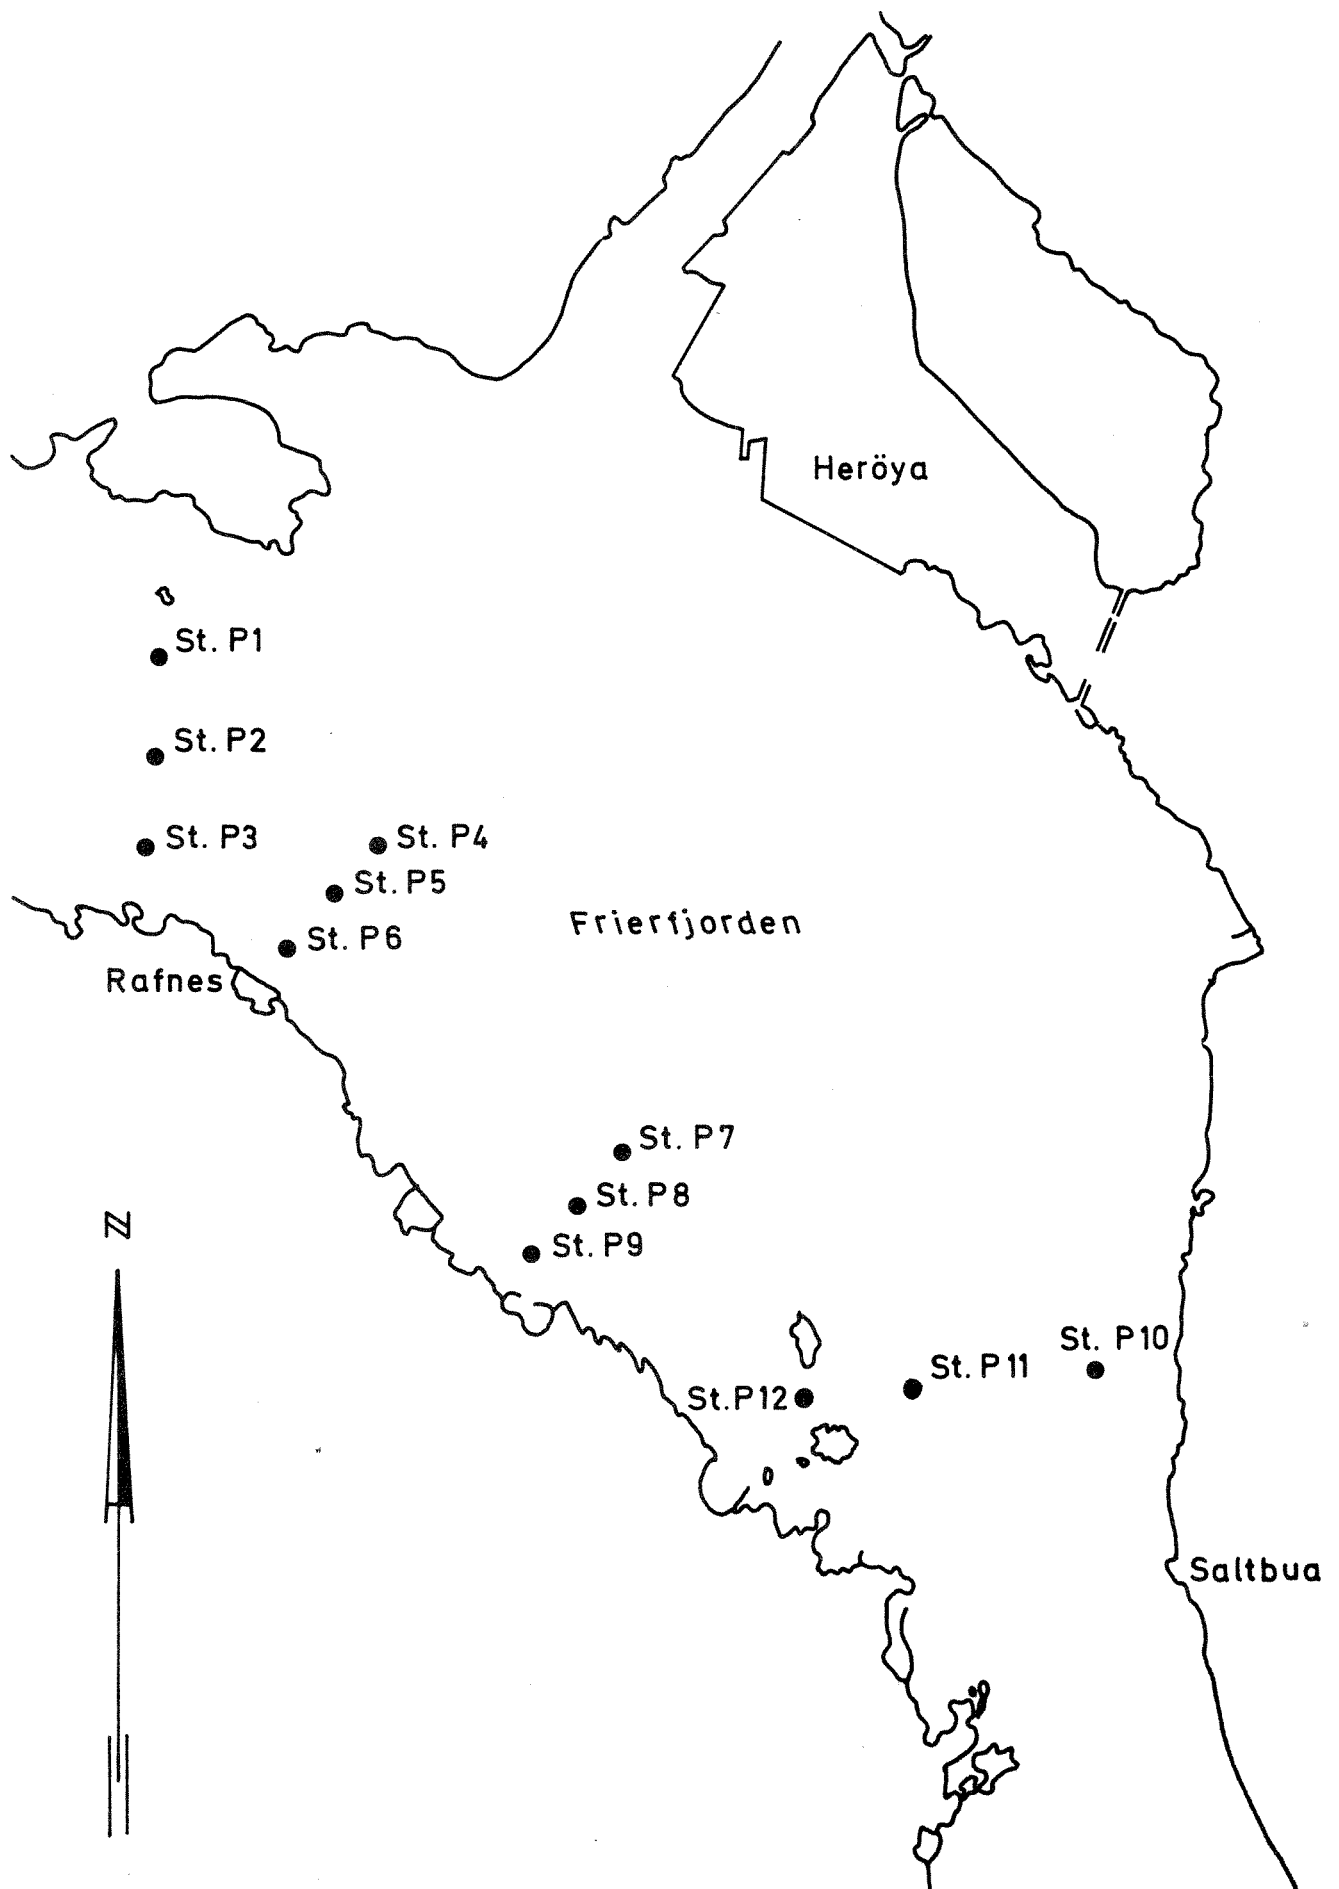 Heröya
St. P1
St. P2
St. P3
St. P4
St. P5
Frierfjorden
St. P6
Rafnes
St. P7
St. P8
N
St. P9
St. P10
St. P11
St. P12
Saltbua